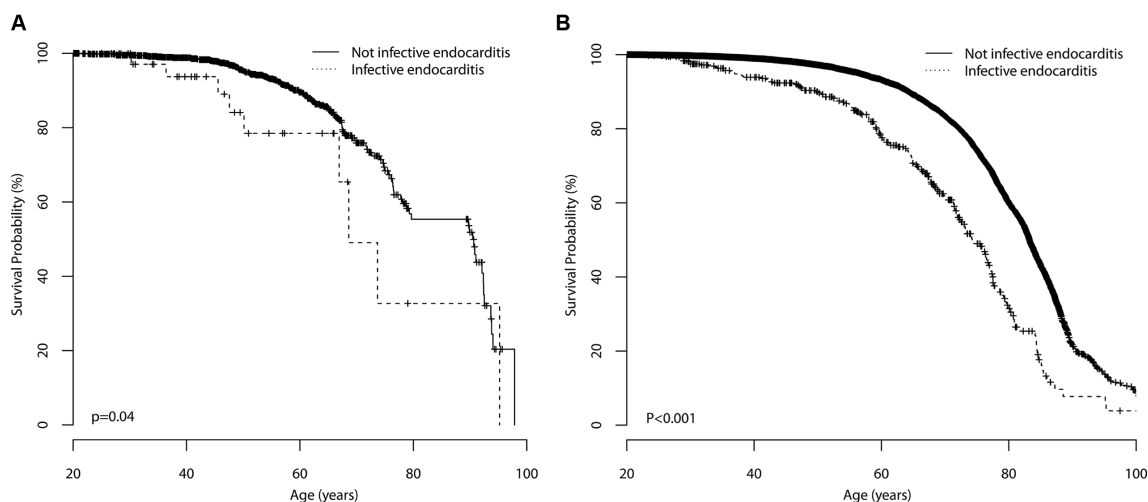 A
Survival Probability (%)
0 20 40 60 80 100
Not infective endocarditis
Infective endocarditis
p=0.04
20 40 60 80 100
Age (years)
B
Survival Probability (%)
0 20 40 60 80 100
Not infective endocarditis
Infective endocarditis
P<0.001
20 40 60 80 100
Age (years)